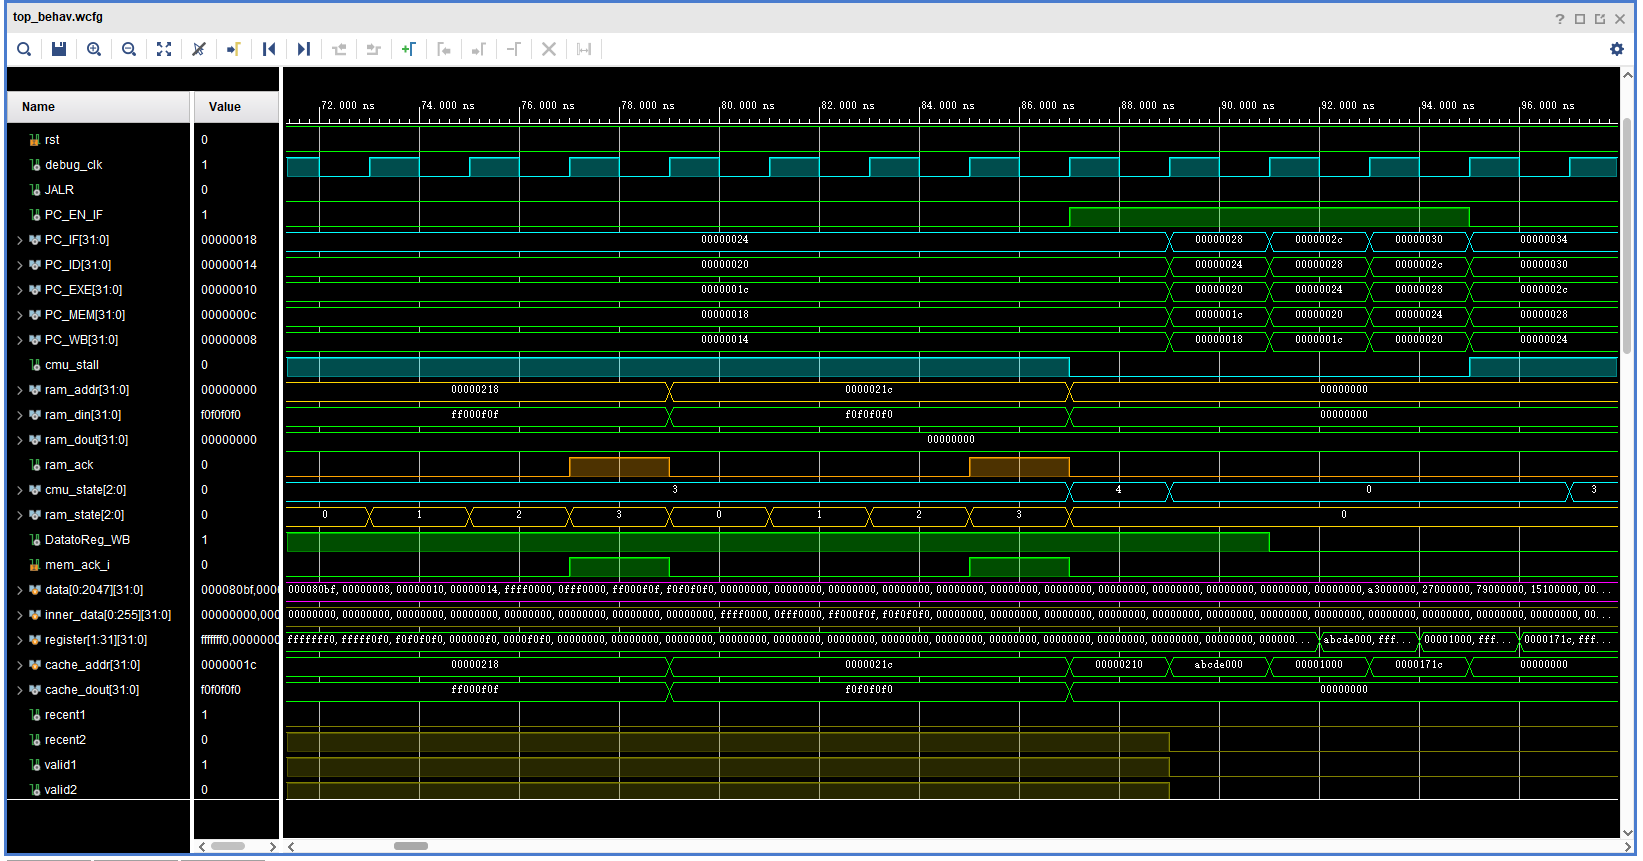 top_behav.wcfg
Name Value
72.000 ns 74.000 ns 76.000 ns 78.000 ns 80.000 ns 82.000 ns 84.000 ns 86.000 ns 88.000 ns 90.000 ns 92.000 ns 94.000 ns 96.000 ns
rst 0
debug_clk 1
JALR 0
PC_EN_IF 1
PC_IF[31:0] 00000018 00000024 00000028 0000002c 00000030 00000034
PC_ID[31:0] 00000014 00000020 00000024 00000028 0000002c 00000030
PC_EXE[31:0] 00000010 0000001c 00000020 00000024 00000028 0000002c
PC_MEM[31:0] 0000000c 00000018 0000001c 00000020 00000024 00000028
PC_WB[31:0] 00000008 00000014 00000018 0000001c 00000020 00000024
cmu_stall 0
ram_addr[31:0] 00000000 00000218 0000021c 00000000
ram_din[31:0] f0f0f0f0 ff000f0f f0f0f0f0 00000000
ram_dout[31:0] 00000000 00000000
ram_ack 0
cmu_state[2:0] 0 3 4 0 3
ram_state[2:0] 0 0 1 2 3 0 1 2 3 0
DatatoReg_WB 1
mem_ack_i 0
data[0:2047][31:0] 000080bf,000 000080bf,00000008,00000010,00000014,ffff0000,0fff0000,ff000f0f,f0f0f0f0,00000000,00000000,00000000,00000000,00000000,00000000,00000000,00000000,00000000,a3000000,27000000,79000000,15100000,00...
inner_data[0:255][31:0] 00000000,000 00000000,00000000,00000000,00000000,00000000,00000000,00000000,00000000,ffff0000,0fff0000,ff000f0f,f0f0f0f0,00000000,00000000,00000000,00000000,00000000,00000000,00000000,00000000,00000000,00...
register[1:31][31:0] fffffff0,0000000 fffffff0,fffff0f0,f0f0f0f0,000000f0,000f0f0,00000000,00000000,00000000,00000000,00000000,00000000,00000000,00000000,00000000,00000000,000000... abcde000,fff... 00001000,fff... 0000171c,fff...
cache_addr[31:0] 0000001c 00000218 0000021c 00000210 abcde000 00001000 0000171c 00000000
cache_dout[31:0] f0f0f0f0 ff000f0f f0f0f0f0 00000000
recent1 1
recent2 0
valid1 1
valid2 0